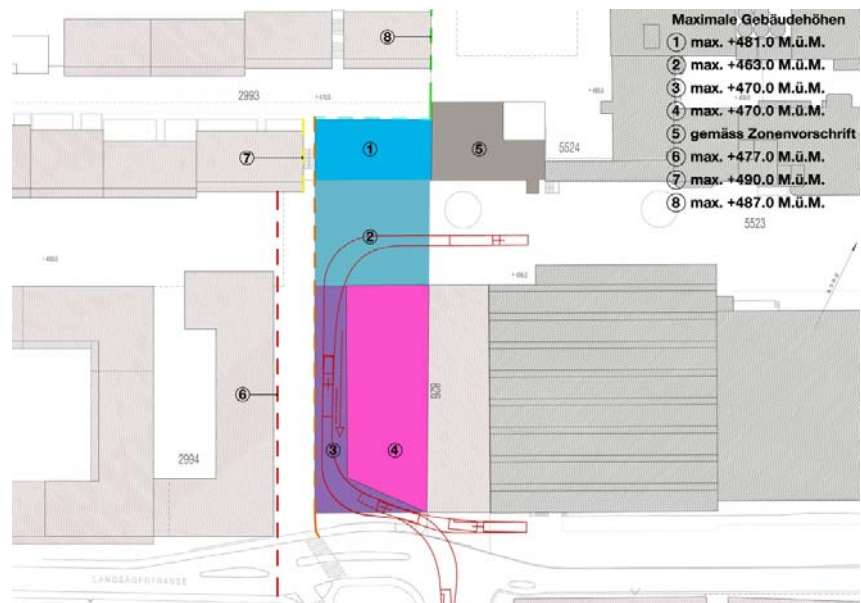 Maximale Gebäudehöhen
① max. +481.0 M.ü.M.
② max. +463.0 M.ü.M.
③ max. +470.0 M.ü.M.
④ max. +470.0 M.ü.M.
⑤ gemäss Zonenvorschrift
⑥ max. +477.0 M.ü.M.
⑦ max. +490.0 M.ü.M.
⑧ max. +487.0 M.ü.M.
⑧
2993
⑦
①
⑤
5524
②
5523
⑥
928
③
④
2994